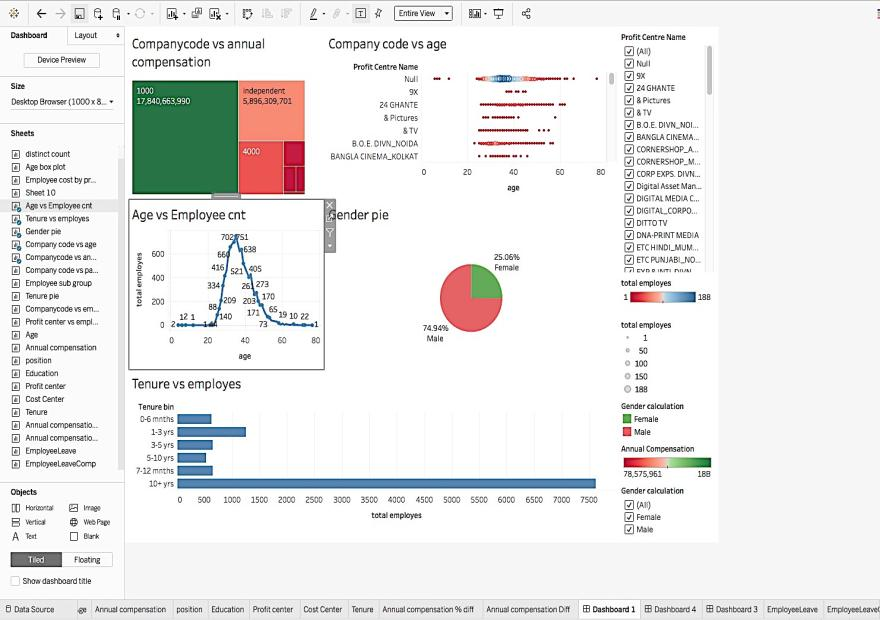 Entire View
Dashboard
Layout
Device Preview
Size
Desktop Browser (1000 x 8...
Sheets
distinct count
Age box plot
Employee cost by pr...
Sheet 10
Age vs Employee cnt
Tenure vs employes
Gender pie
Company code vs age
Companycode vs an...
Company code vs pa...
Employee sub group
Tenure pie
Companycode vs em...
Profit center vs empl...
Age
Annual compensation
position
Education
Profit center
Cost Center
Tenure
Annual compensatio...
Annual compensatio...
EmployeeLeave
EmployeeLeaveComp
Objects
Horizontal
Image
Vertical
Web Page
A Text
Blank
Tiled
Floating
Show dashboard title
Companycode vs annual
compensation
1000
17,840,663,990
independent
5,896,309,701
4000
Company code vs age
Profit Centre Name
Null
9X
24 GHANTE
& Pictures
& TV
B.O.E. DIVN_NOIDA
BANGLA CINEMA_KOLKAT
0 20 40 60 80
age
Age vs Employee cnt
total employes
600
400
200
0
2 12 1 1 44 88 140 209 334 416 521 660 702 751 638 405 261 273 203 170 171 73 65 19 10 22 1
0 20 40 60 80
age
Gender pie
25.06%
Female
74.94%
Male
Tenure vs employes
Tenure bin
0-6 mnths
1-3 yrs
3-5 yrs
5-10 yrs
7-12 mnths
10+ yrs
0 500 1000 1500 2000 2500 3000 3500 4000 4500 5000 5500 6000 6500 7000 7500
total employes
Profit Centre Name
(All)
Null
9X
24 GHANTE
& Pictures
& TV
B.O.E. DIVN_NOI...
BANGLA CINEMA...
CORNERSHOP_A...
CORNERSHOP_M...
CORP EXPS. DIVN...
Digital Asset Man...
DIGITAL MEDIA C...
DIGITAL_CORPO...
DITTO TV
DNA-PRINT MEDIA
ETC HINDI_MUM...
ETC PUNJABI_NO...
total employes
1 188
total employes
1
50
100
150
188
Gender calculation
Female
Male
Annual Compensation
78,575,961 18B
Gender calculation
(All)
Female
Male
Data Source
ge
Annual compensation
position
Education
Profit center
Cost Center
Tenure
Annual compensation % diff
Annual compensation Diff
Dashboard 1
Dashboard 4
Dashboard 3
EmployeeLeave
EmployeeLeave